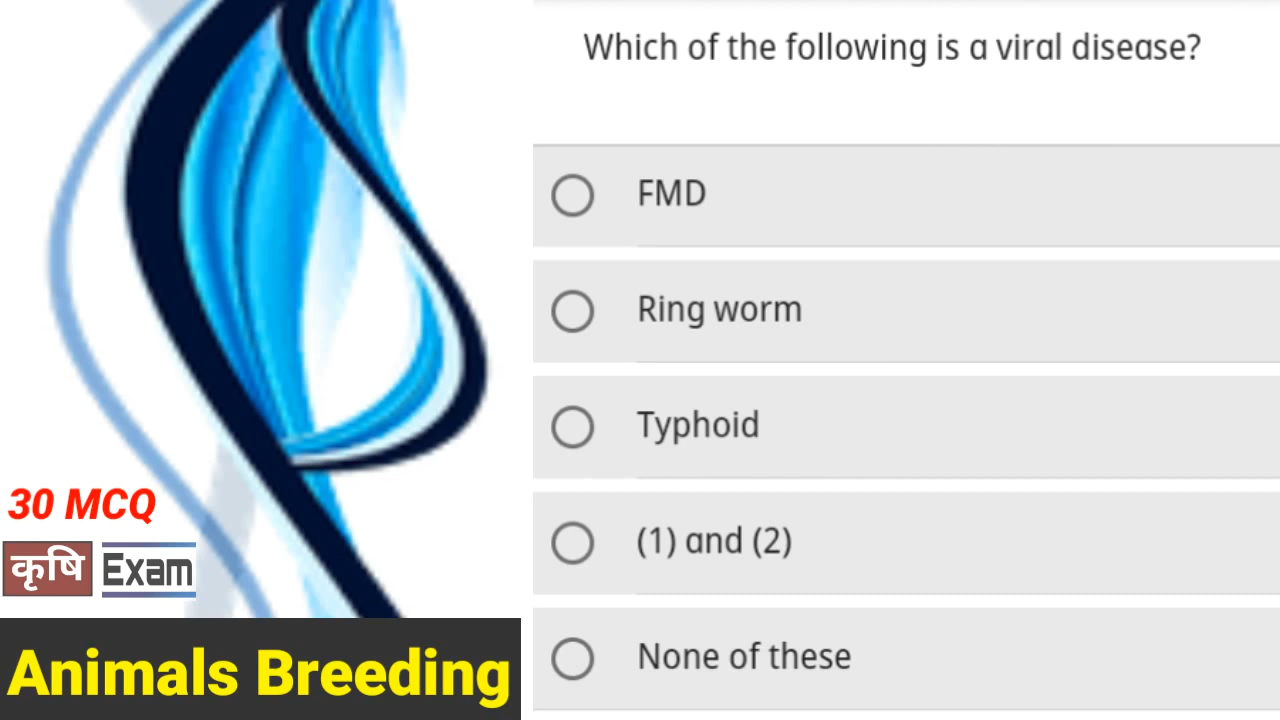 Which of the following is a viral disease?
FMD
Ring worm
Typhoid
(1) and (2)
None of these
30 MCQ
कृषि Exam
Animals Breeding